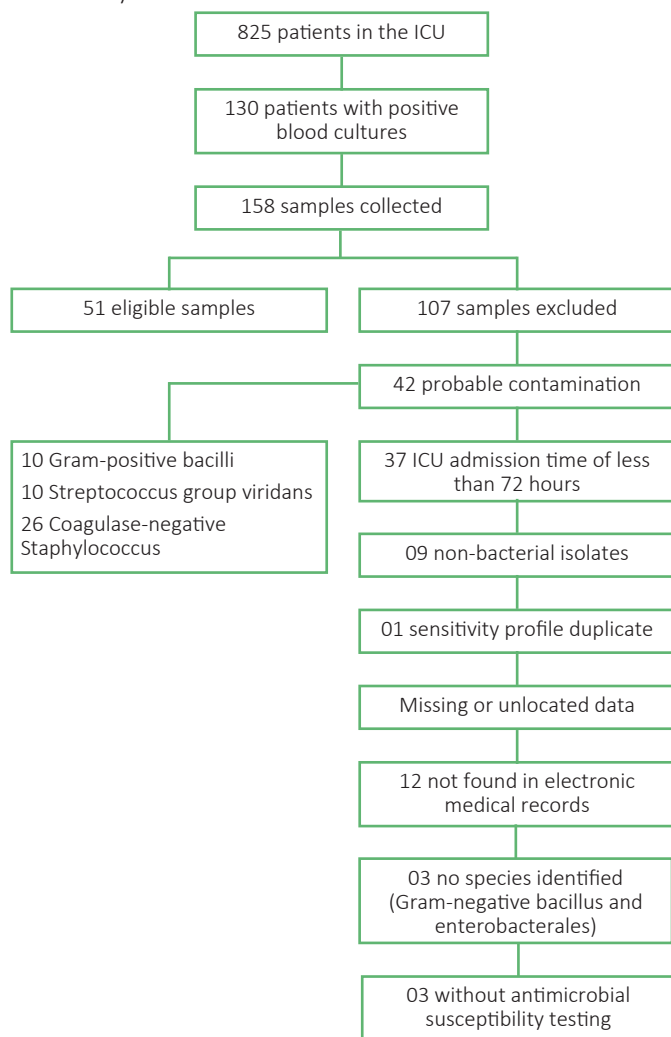 825 patients in the ICU
130 patients with positive
blood cultures
158 samples collected
51 eligible samples
107 samples excluded
42 probable contamination
10 Gram-positive bacilli
10 Streptococcus group viridans
26 Coagulase-negative
Staphylococcus
37 ICU admission time of less
than 72 hours
09 non-bacterial isolates
01 sensitivity profile duplicate
Missing or unlocated data
12 not found in electronic
medical records
03 no species identified
(Gram-negative bacillus and
enterobacterales)
03 without antimicrobial
susceptibility testing